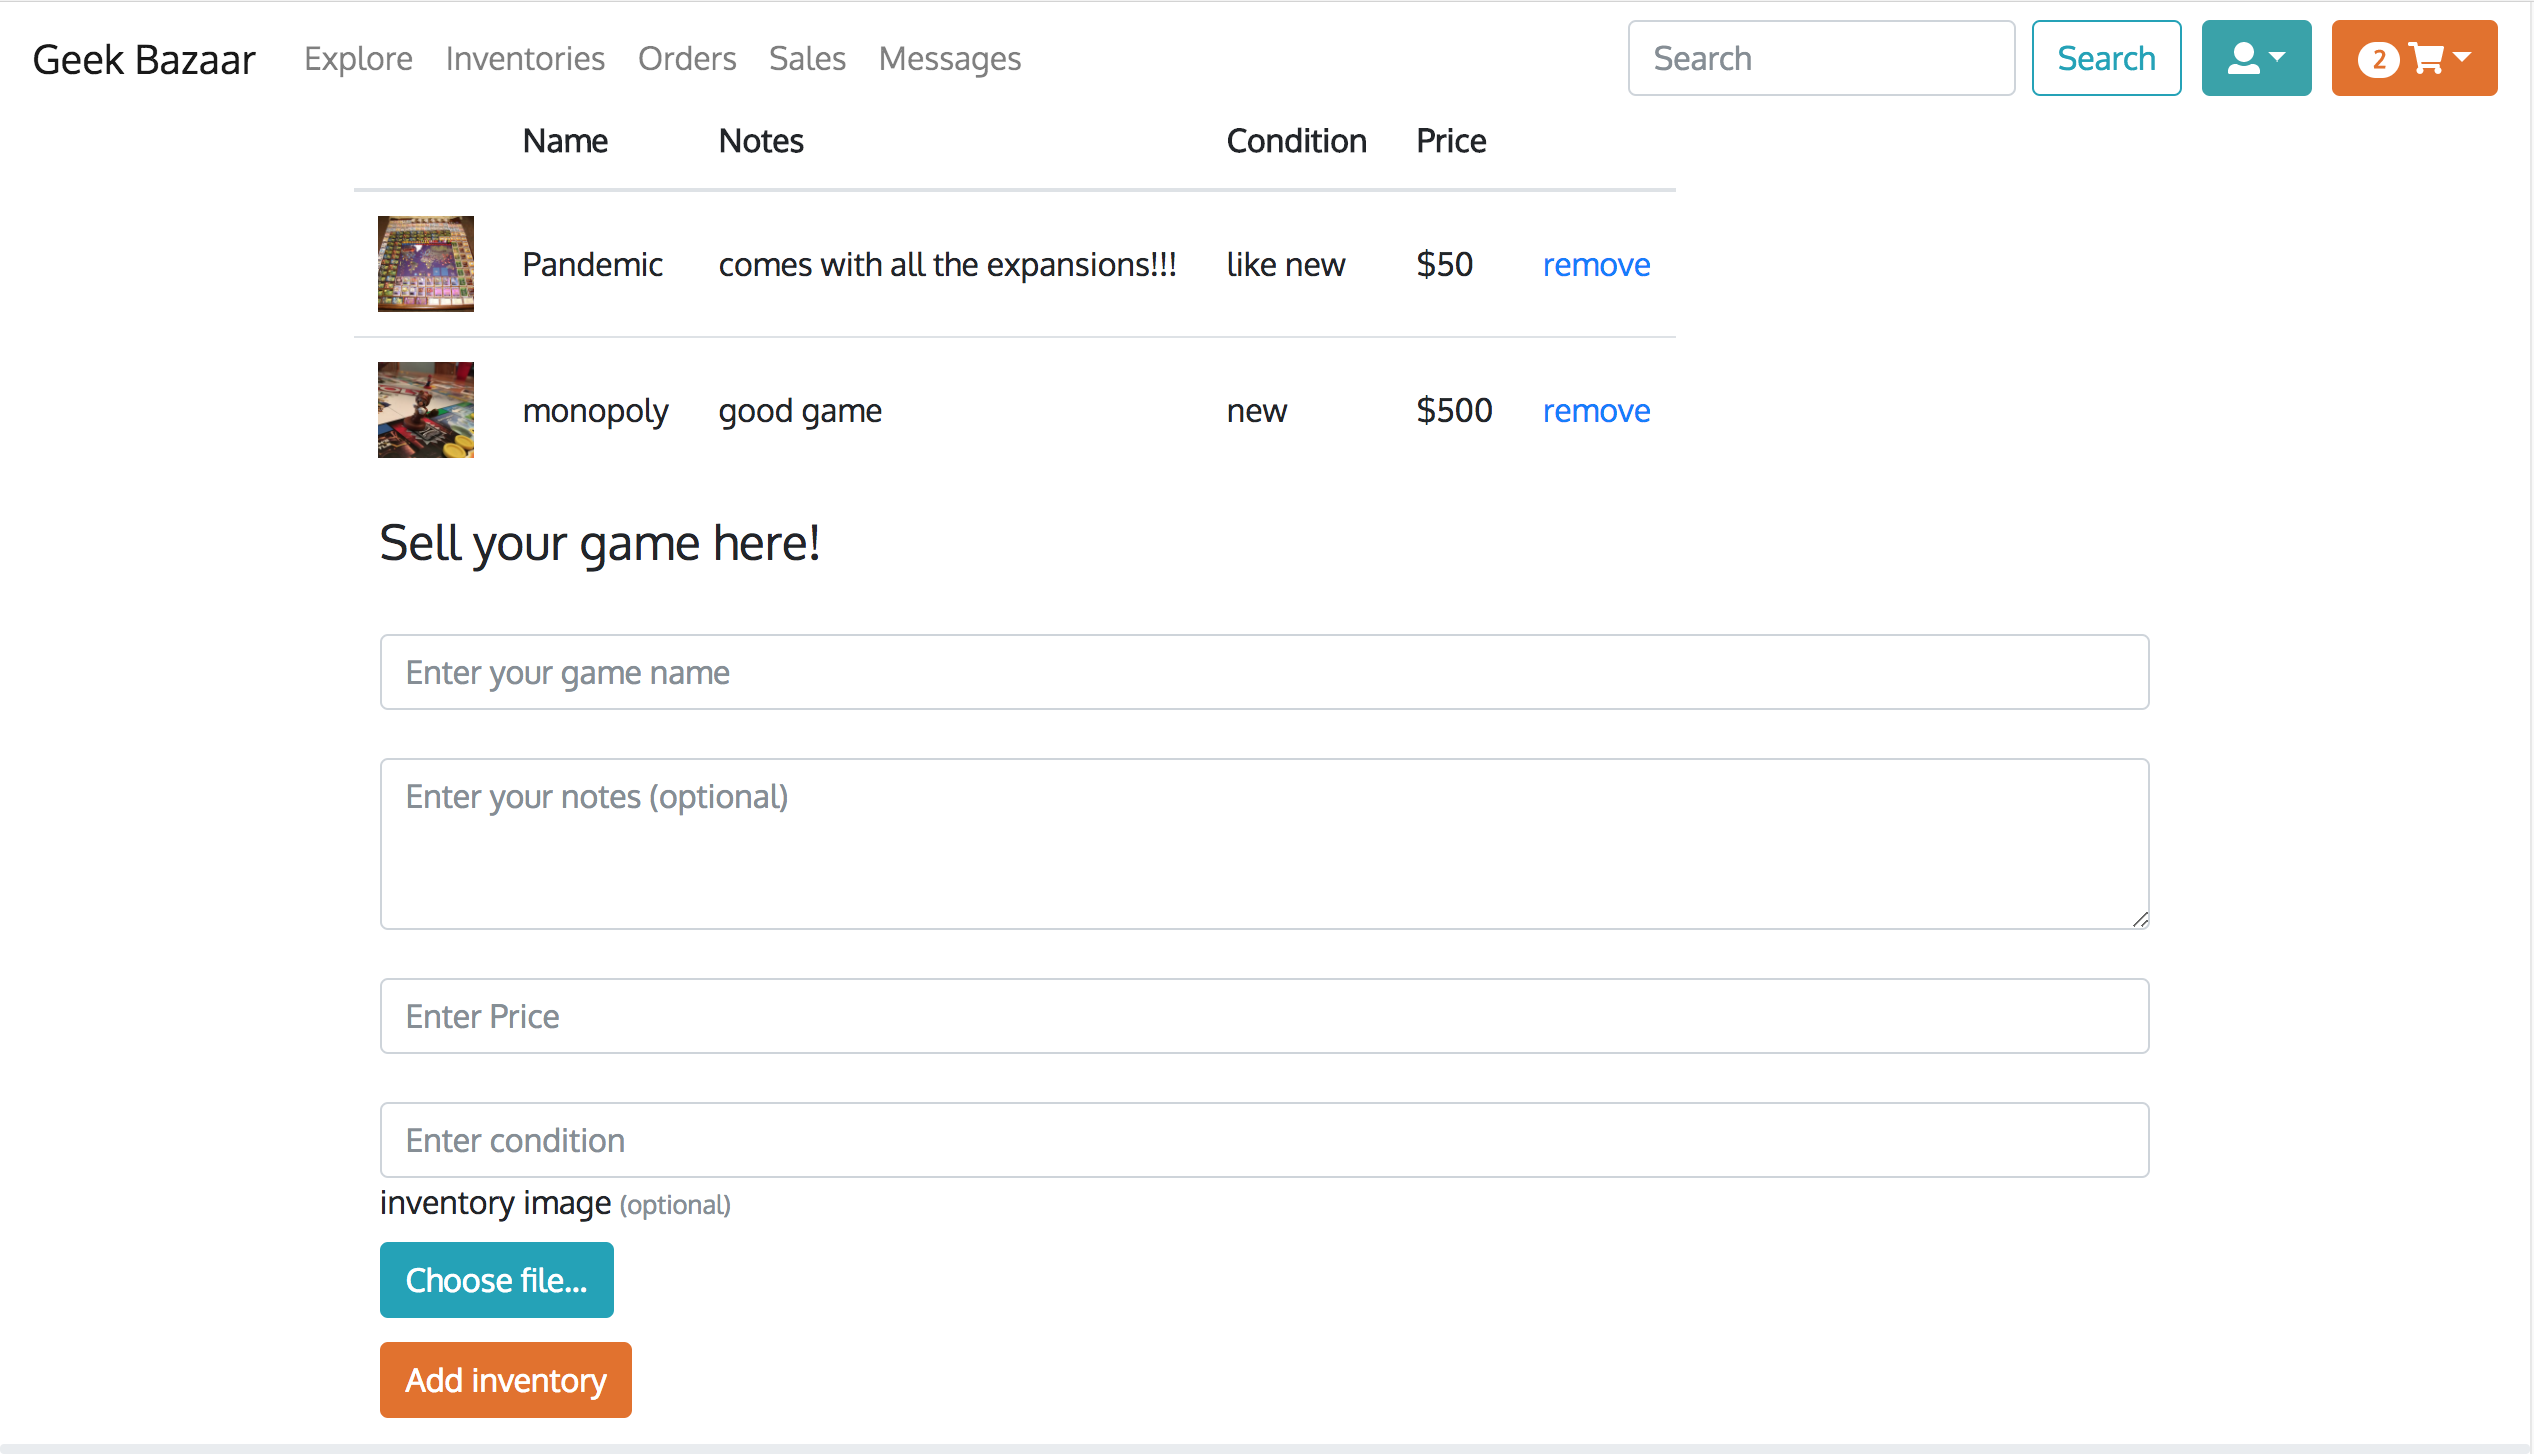 Geek Bazaar Explore Inventories Orders Sales Messages Search Search 2
Name Notes Condition Price
Pandemic comes with all the expansions!!! like new $50 remove
monopoly good game new $500 remove
Sell your game here!
Enter your game name
Enter your notes (optional)
Enter Price
Enter condition
inventory image (optional)
Choose file...
Add inventory